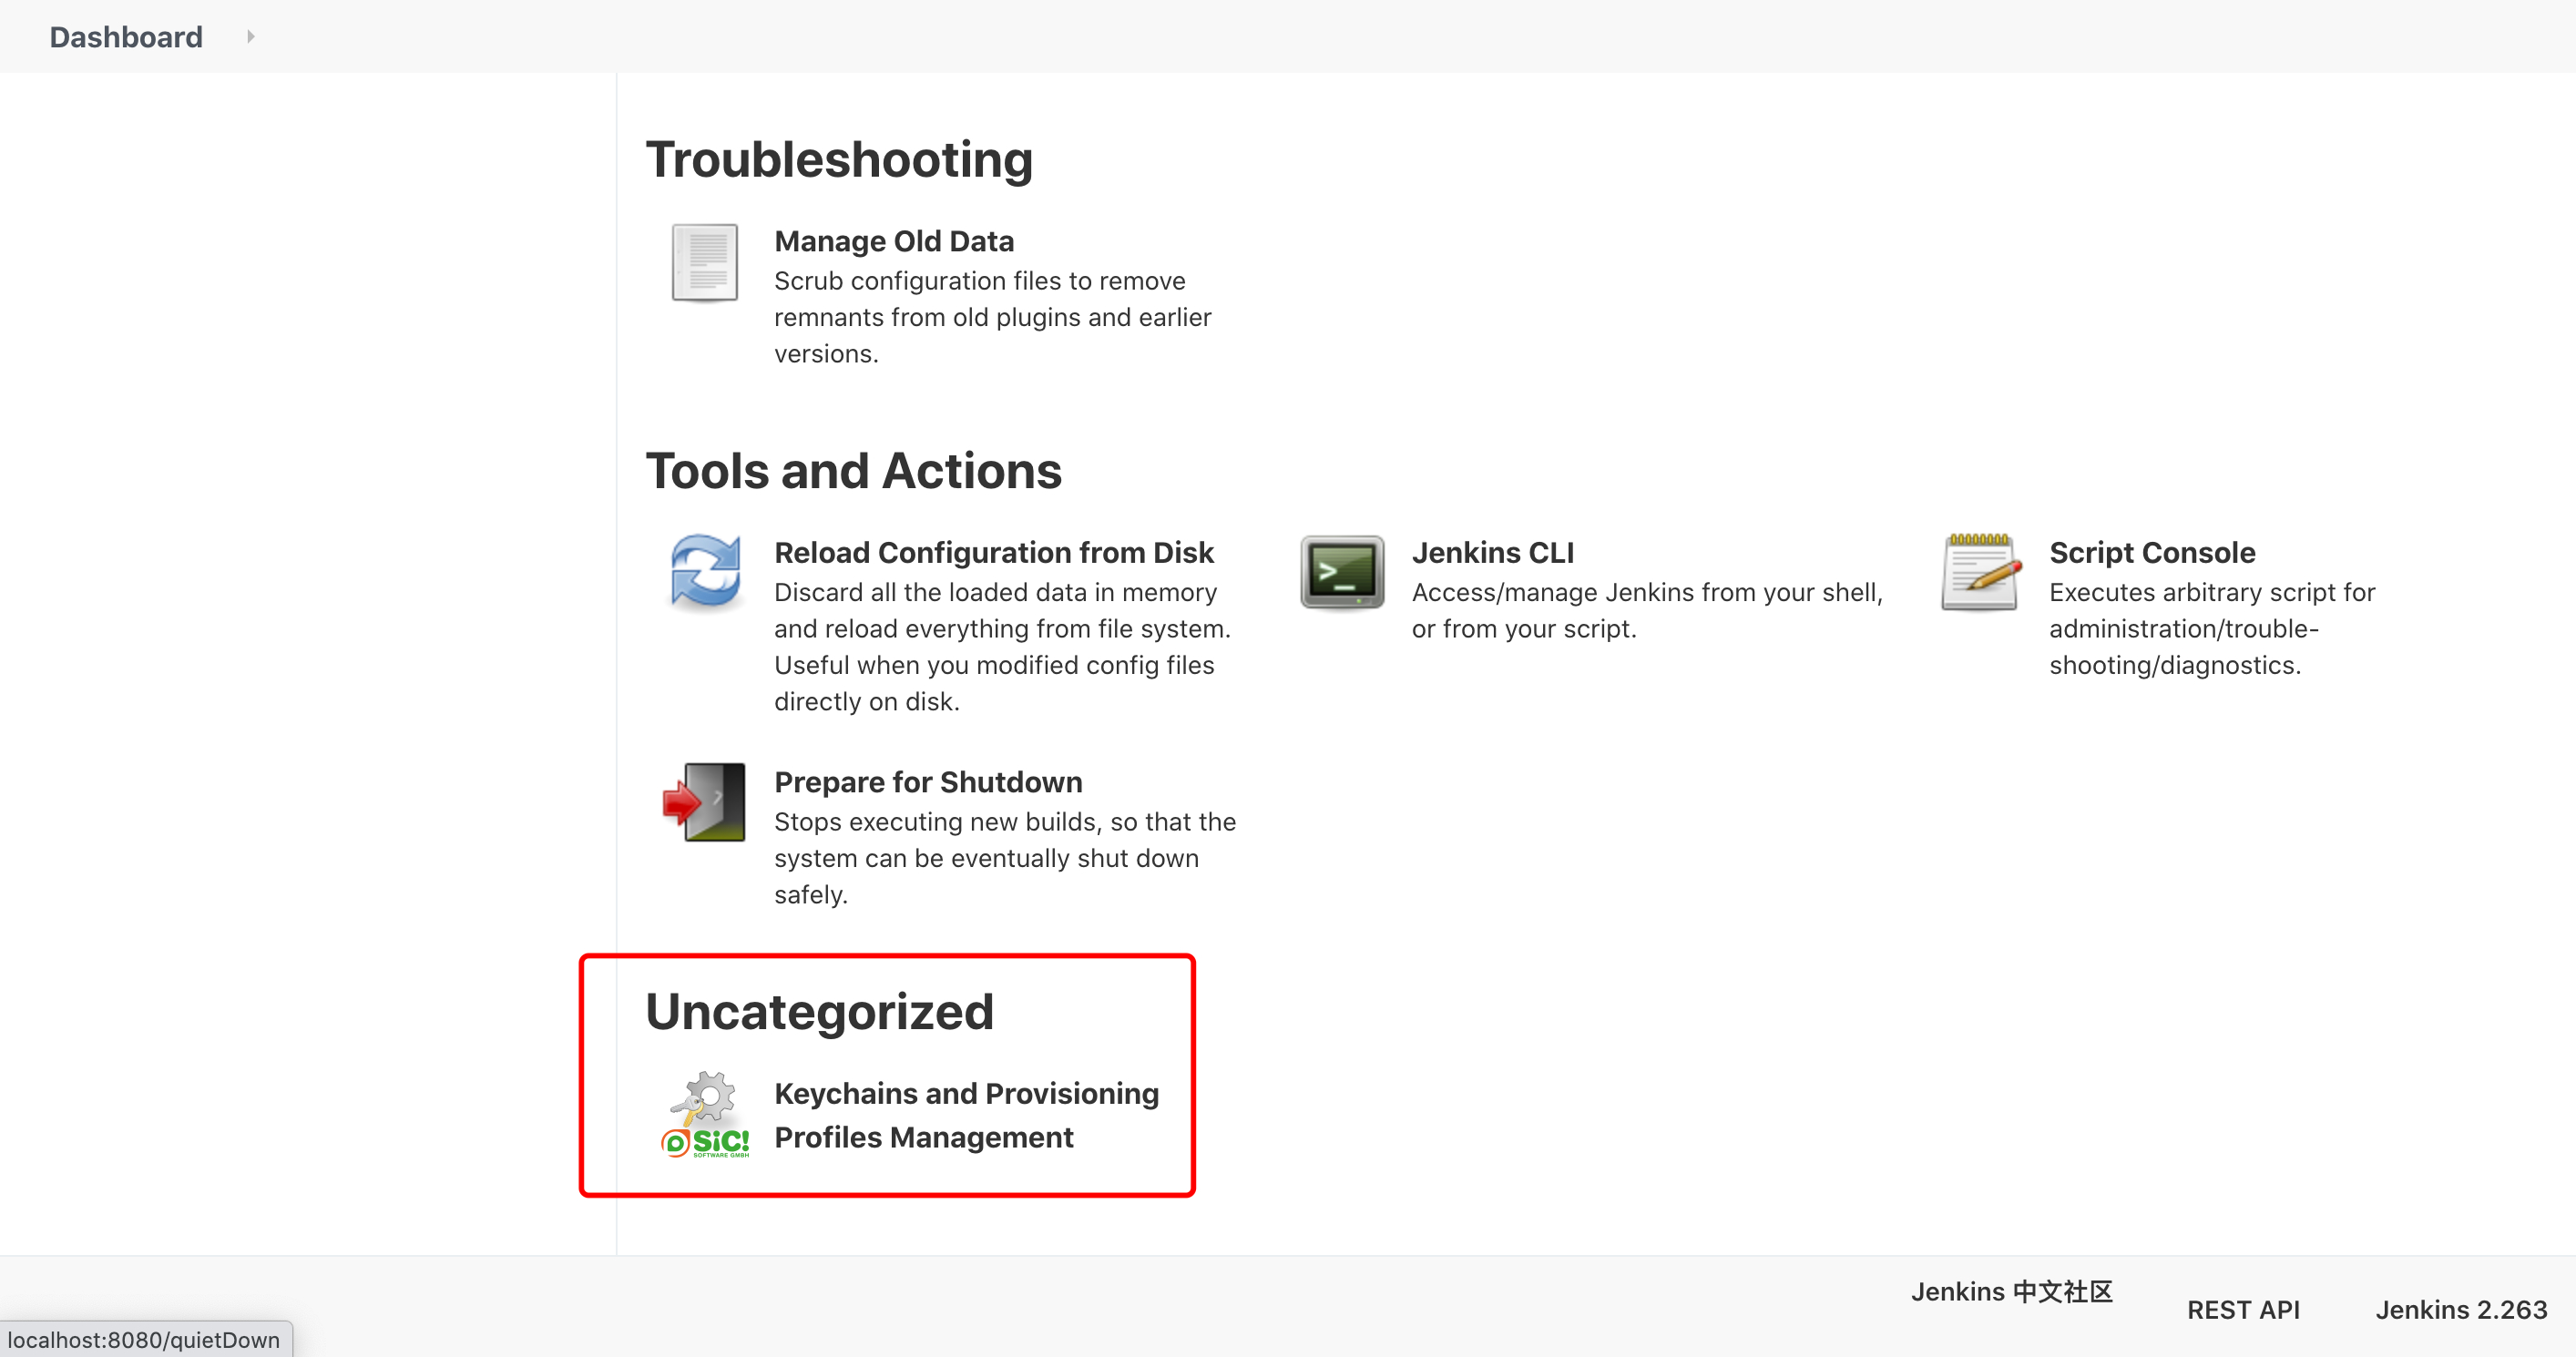 Dashboard
Troubleshooting
Manage Old Data
Scrub configuration files to remove
remnants from old plugins and earlier
versions.
Tools and Actions
Reload Configuration from Disk
Discard all the loaded data in memory
and reload everything from file system.
Useful when you modified config files
directly on disk.
Jenkins CLI
Access/manage Jenkins from your shell,
or from your script.
Script Console
Executes arbitrary script for
administration/trouble-
shooting/diagnostics.
Prepare for Shutdown
Stops executing new builds, so that the
system can be eventually shut down
safely.
Uncategorized
SiC!
SOFTWARE GMBH
Keychains and Provisioning
Profiles Management
Jenkins 中文社区
REST API
Jenkins 2.263
localhost:8080/quietDown